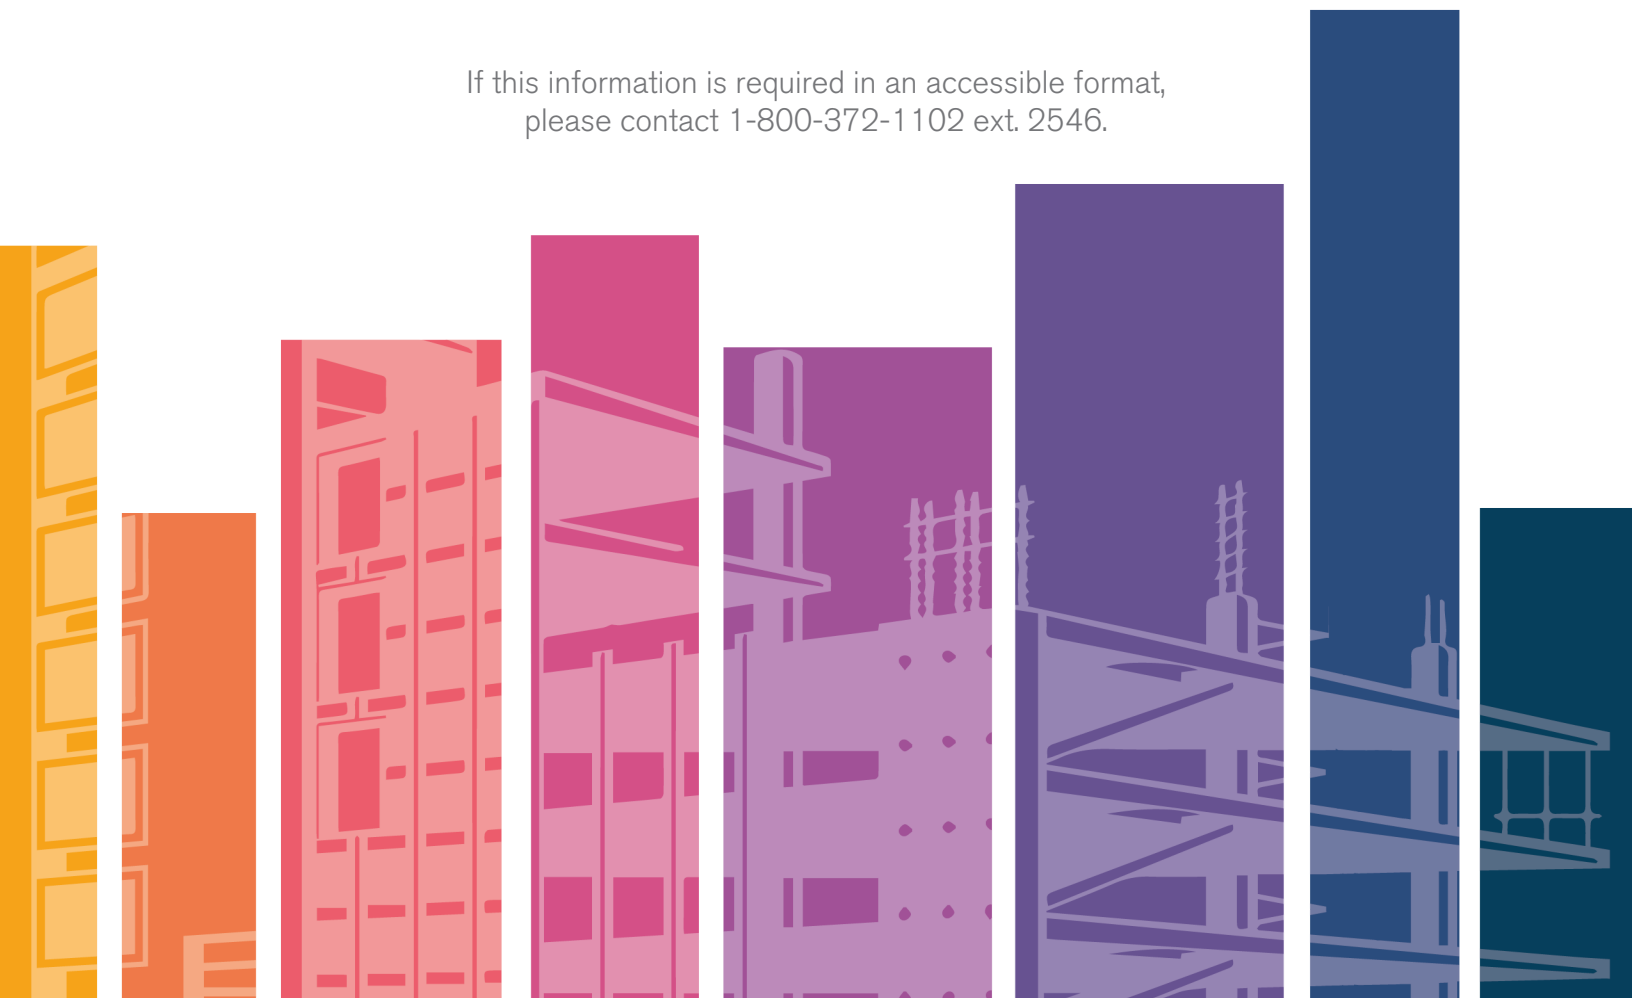 If this information is required in an accessible format,
please contact 1-800-372-1102 ext. 2546.